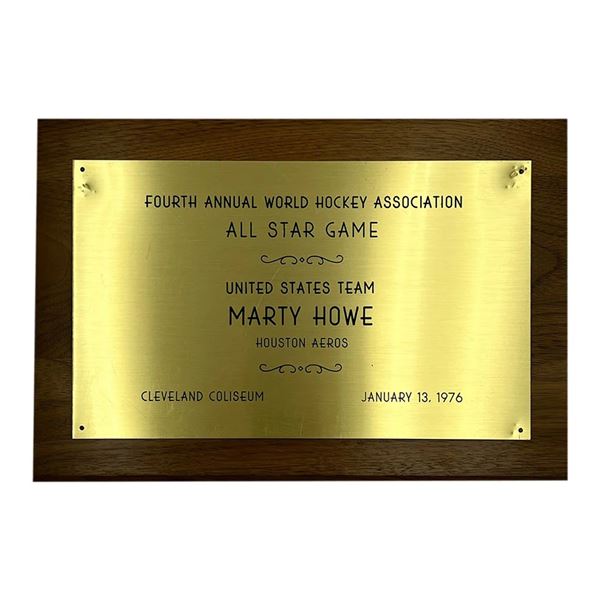 FOURTH ANNUAL WORLD HOCKEY ASSOCIATION
ALL STAR GAME
UNITED STATES TEAM
MARTY HOWE
HOUSTON AEROS
CLEVELAND COLISEUM JANUARY 13, 1976